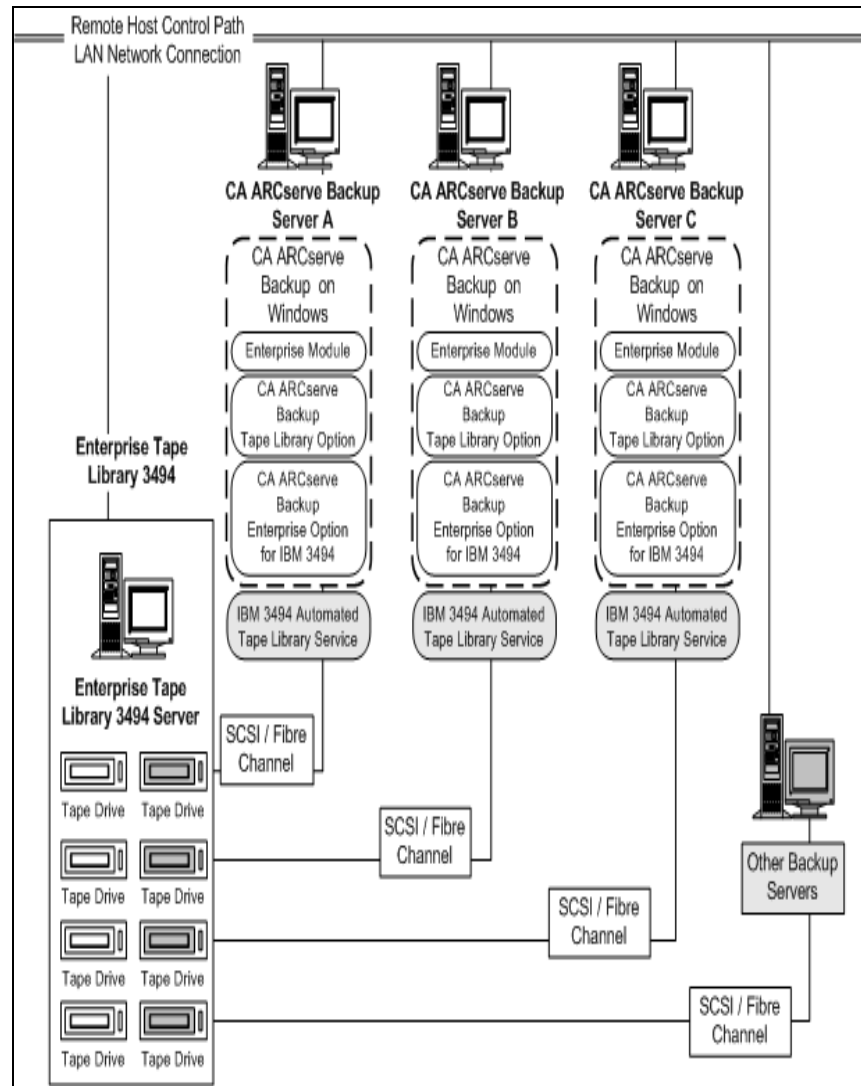 Remote Host Control Path
LAN Network Connection
CA ARCserve Backup
Server A
CA ARCserve
Backup on
Windows
Enterprise Module
CA ARCserve
Backup
Tape Library Option
CA ARCserve
Backup
Enterprise Option
for IBM 3494
IBM 3494 Automated
Tape Library Service
CA ARCserve Backup
Server B
CA ARCserve
Backup on
Windows
Enterprise Module
CA ARCserve
Backup
Tape Library Option
CA ARCserve
Backup
Enterprise Option
for IBM 3494
IBM 3494 Automated
Tape Library Service
CA ARCserve Backup
Server C
CA ARCserve
Backup on
Windows
Enterprise Module
CA ARCserve
Backup
Tape Library Option
CA ARCserve
Backup
Enterprise Option
for IBM 3494
IBM 3494 Automated
Tape Library Service
Enterprise Tape
Library 3494
Enterprise Tape
Library 3494 Server
Tape Drive Tape Drive
Tape Drive Tape Drive
Tape Drive Tape Drive
Tape Drive Tape Drive
SCSI / Fibre
Channel
SCSI / Fibre
Channel
SCSI / Fibre
Channel
SCSI / Fibre
Channel
Other Backup
Servers